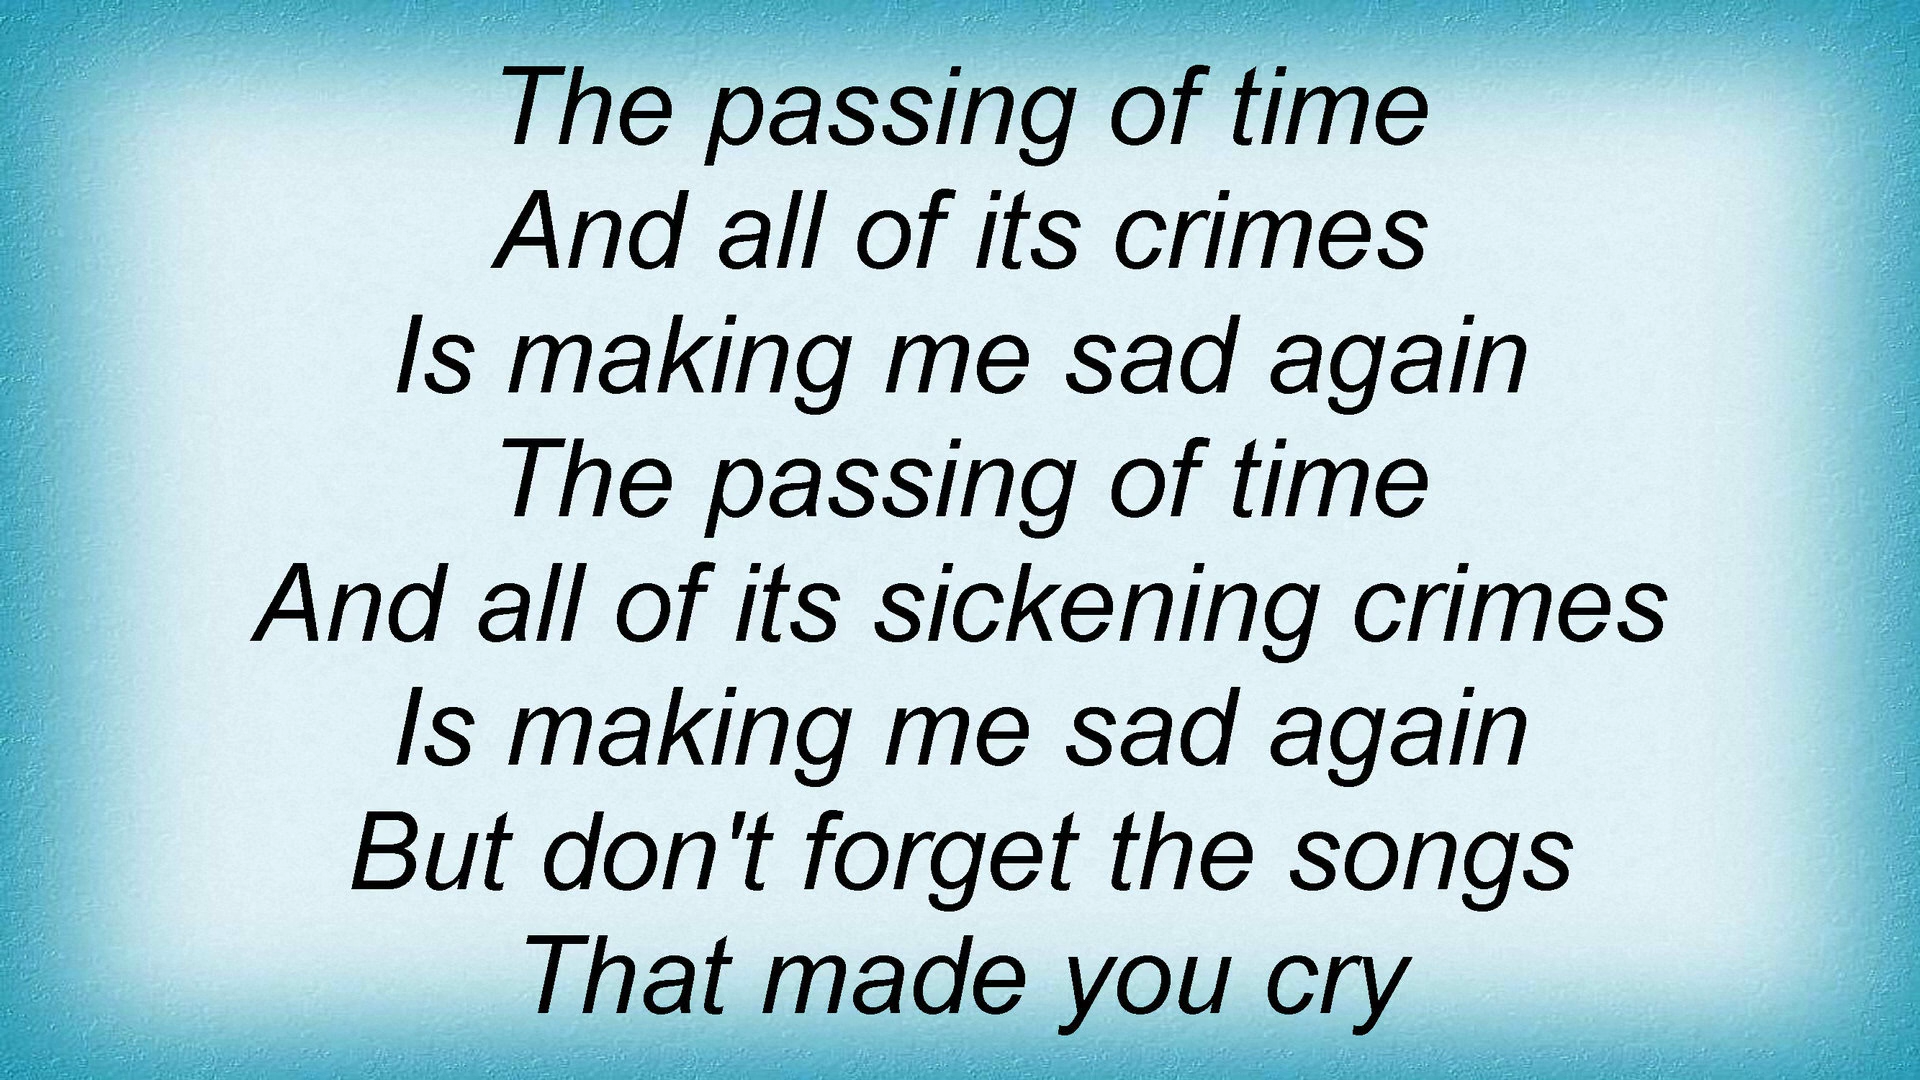 The passing of time
And all of its crimes
Is making me sad again
The passing of time
And all of its sickening crimes
Is making me sad again
But don't forget the songs
That made you cry